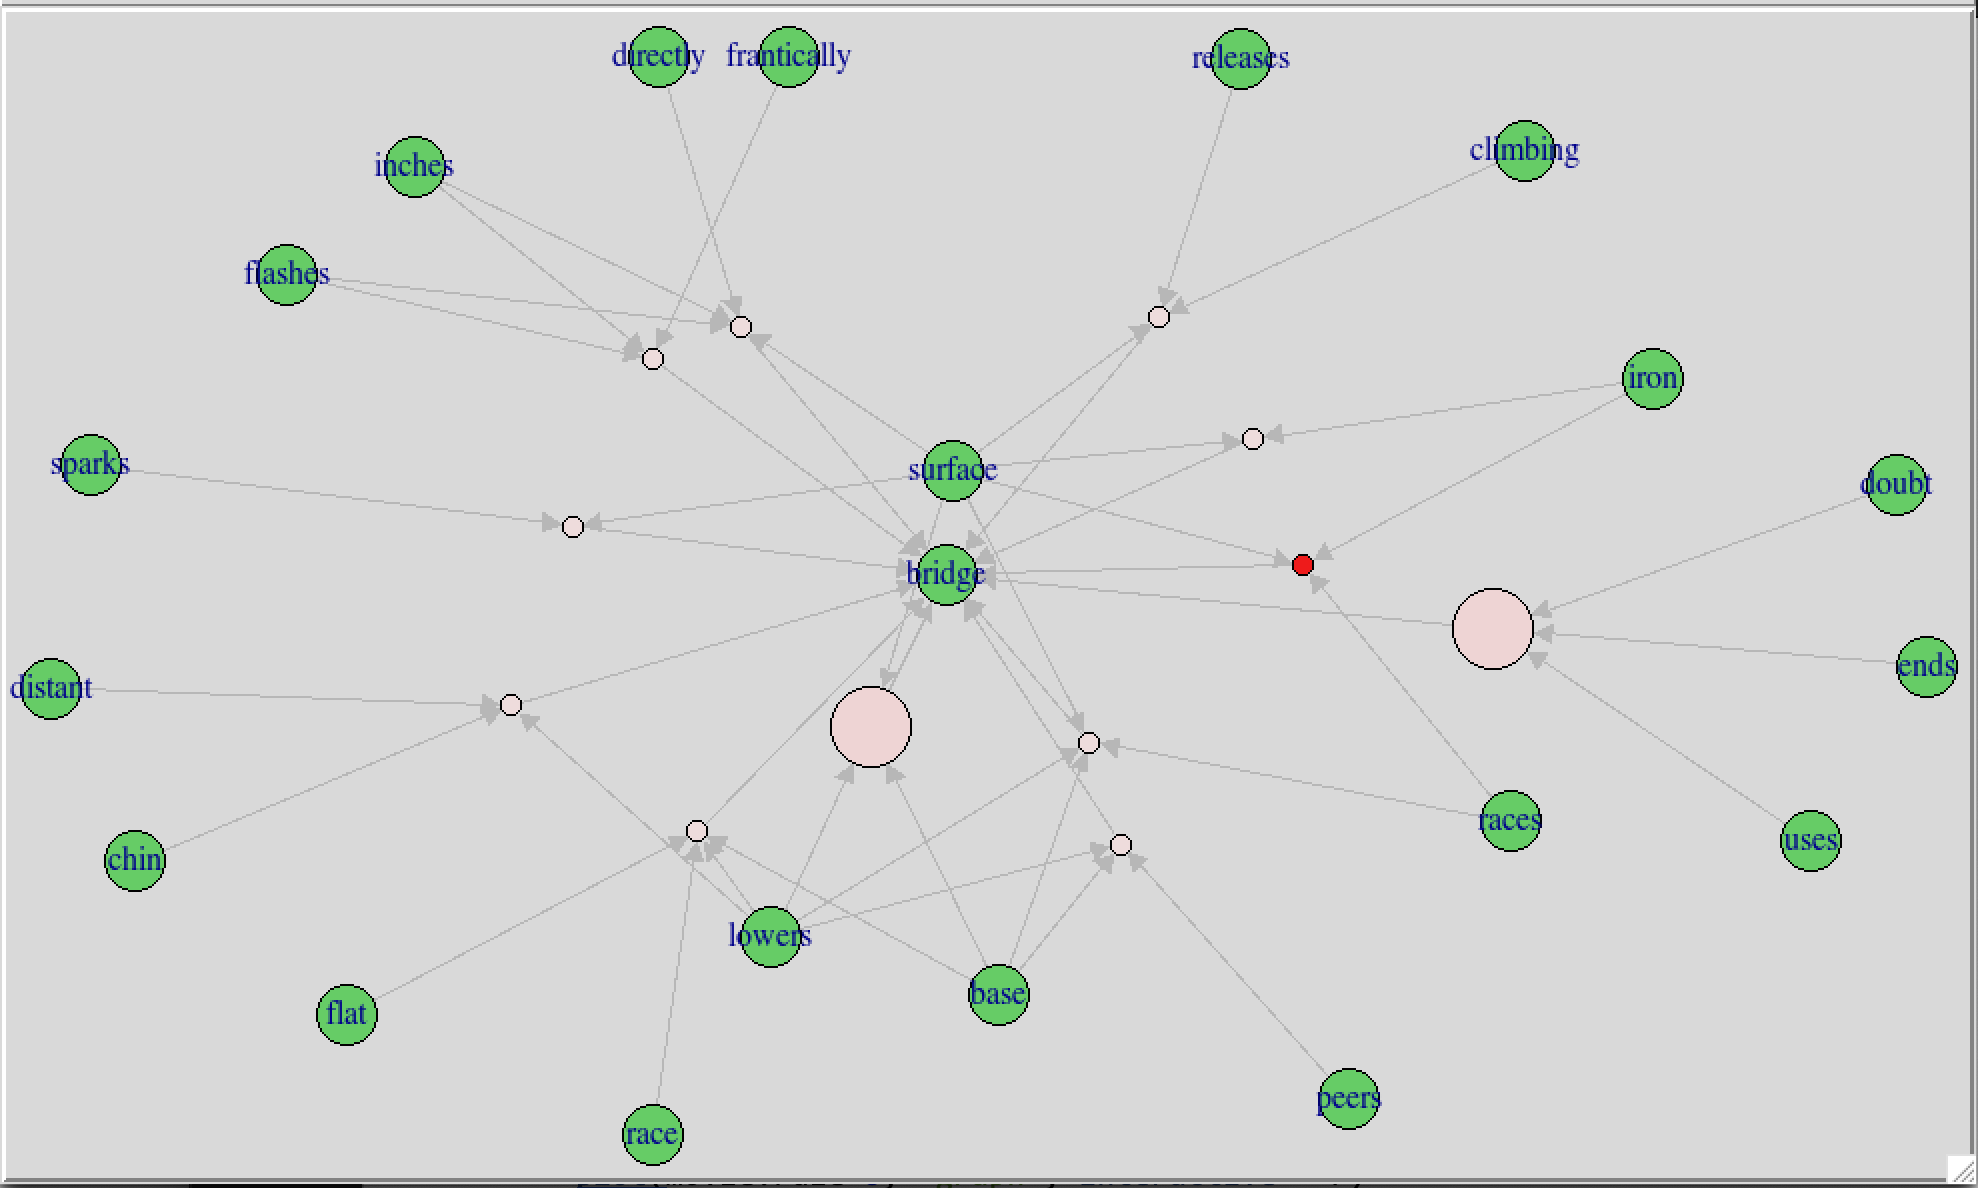 directly
frantically
releases
climbing
inches
flashes
iron
sparks
surface
doubt
bridge
distant
ends
races
uses
chin
lowers
base
flat
peers
race